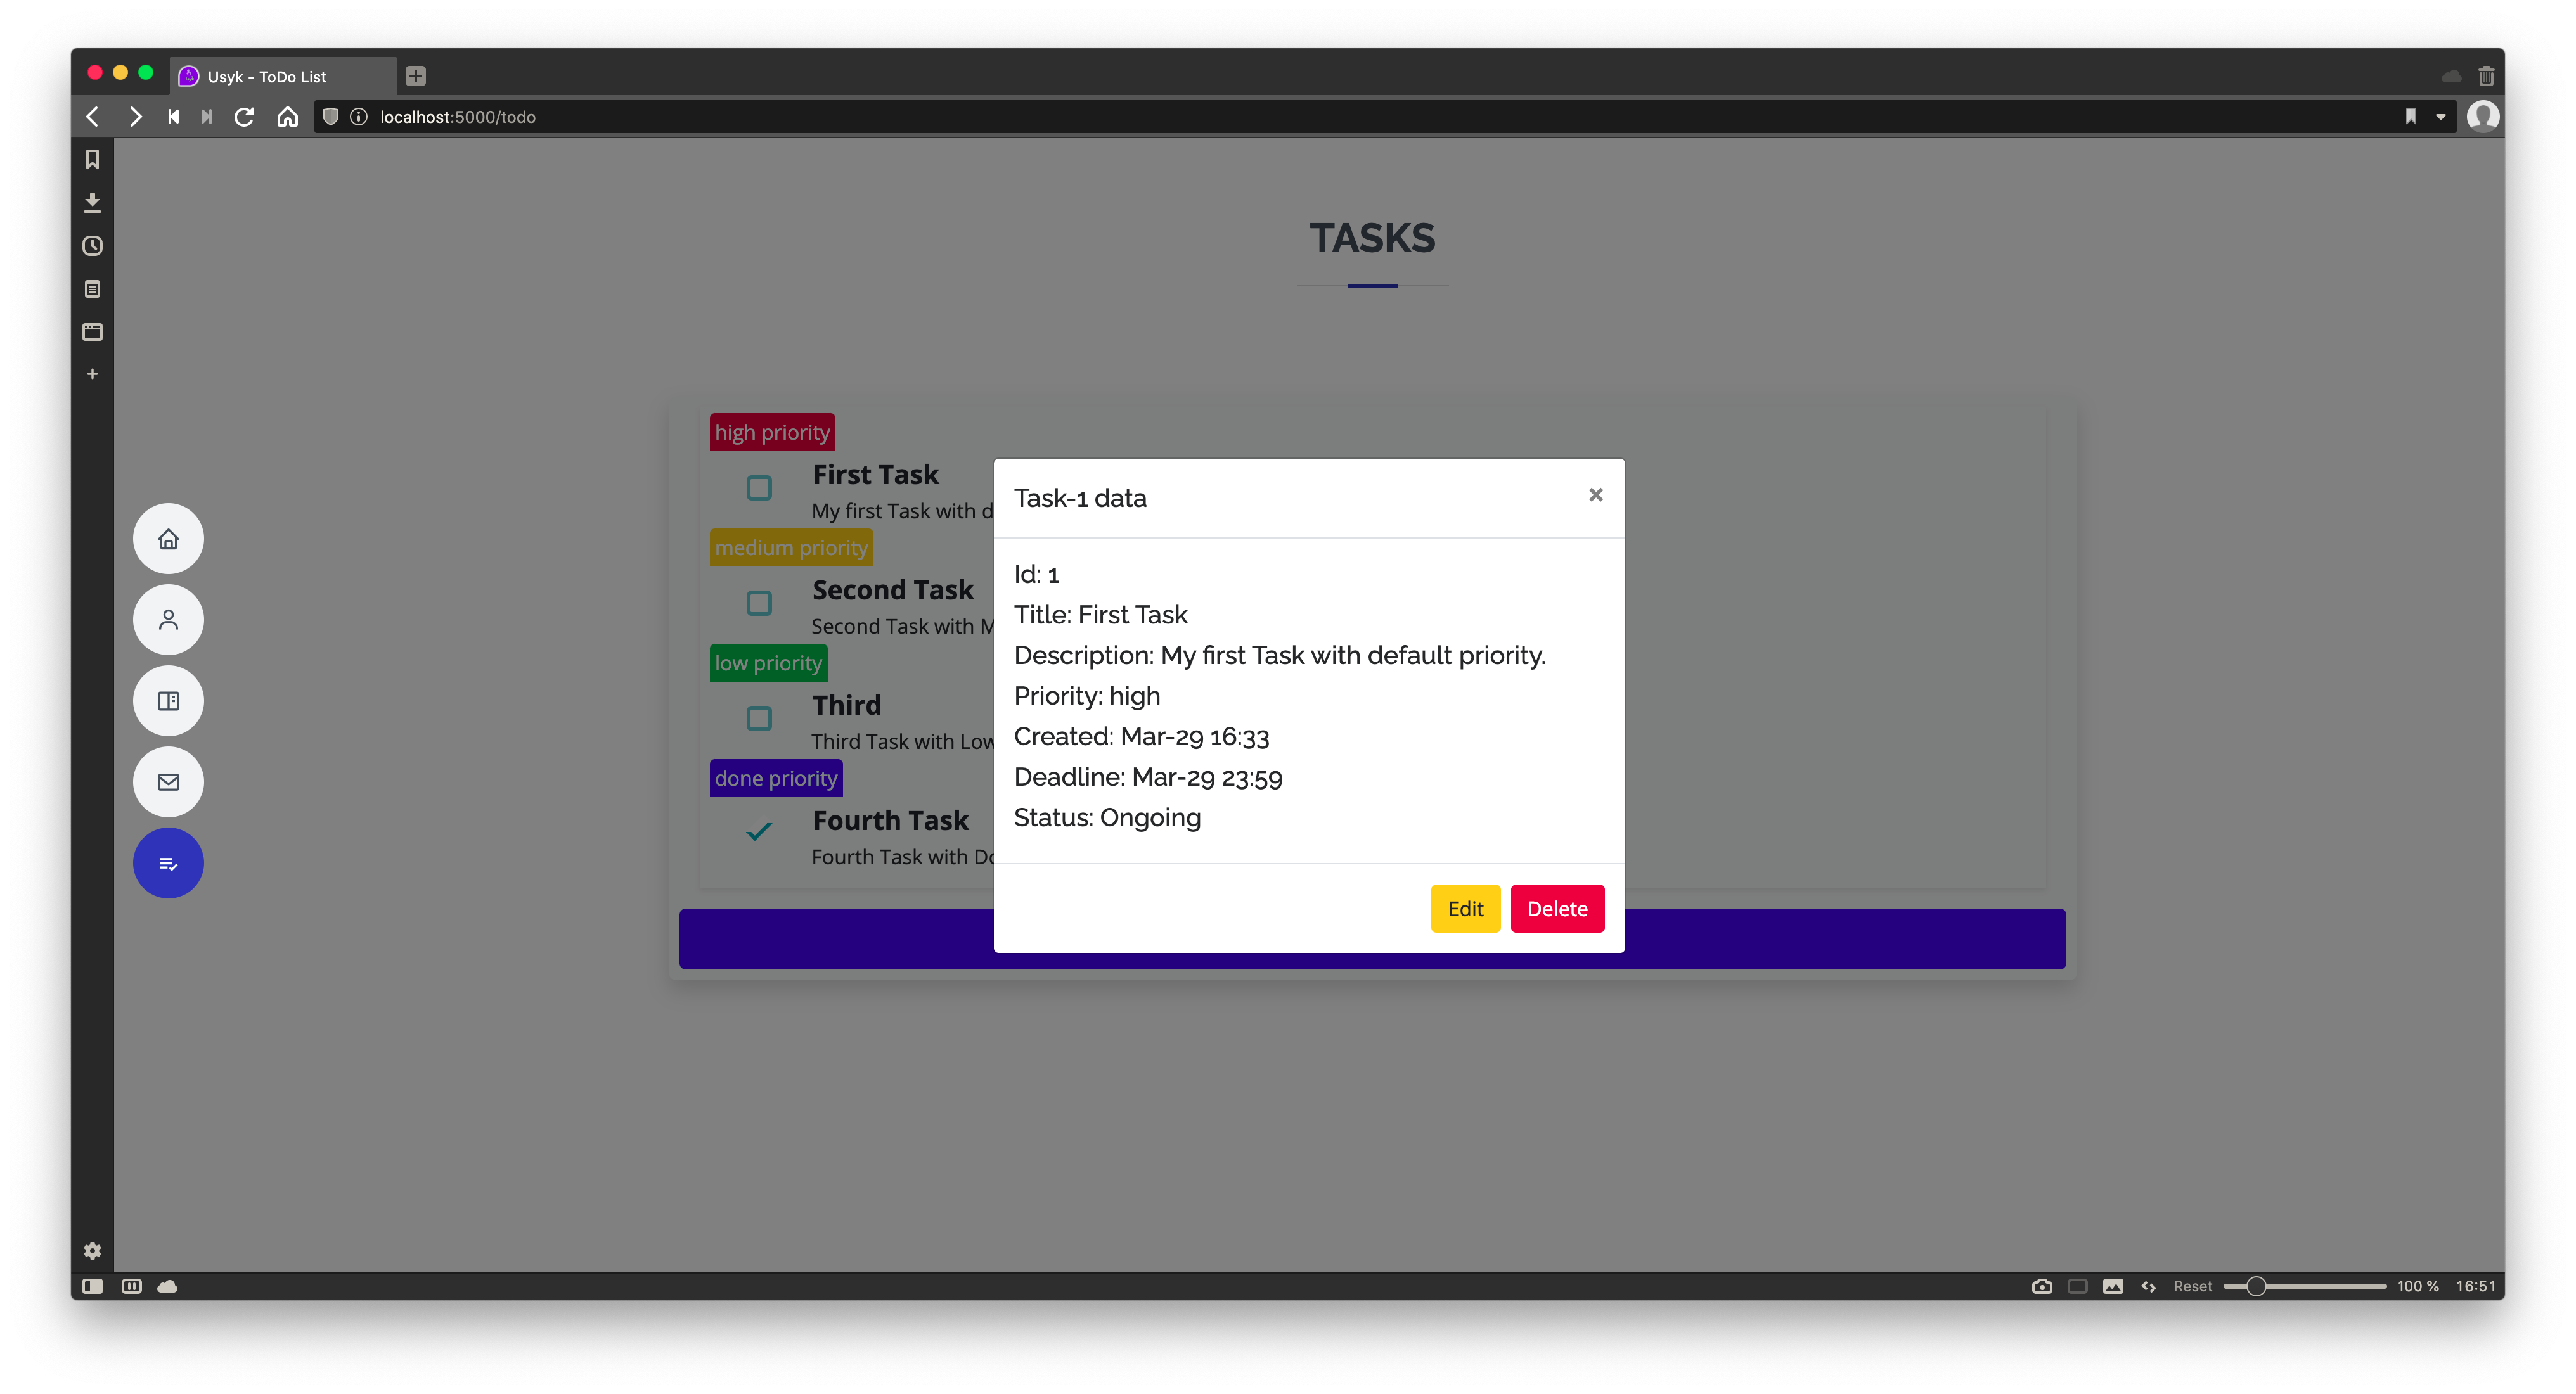 Usyk - ToDo List
localhost:5000/todo
TASKS
high priority
First Task
My first Task with d
medium priority
Second Task
Second Task with M
low priority
Third
Third Task with Low
done priority
Fourth Task
Fourth Task with Do
Task-1 data
×
Id: 1
Title: First Task
Description: My first Task with default priority.
Priority: high
Created: Mar-29 16:33
Deadline: Mar-29 23:59
Status: Ongoing
Edit Delete
Reset 100 % 16:51